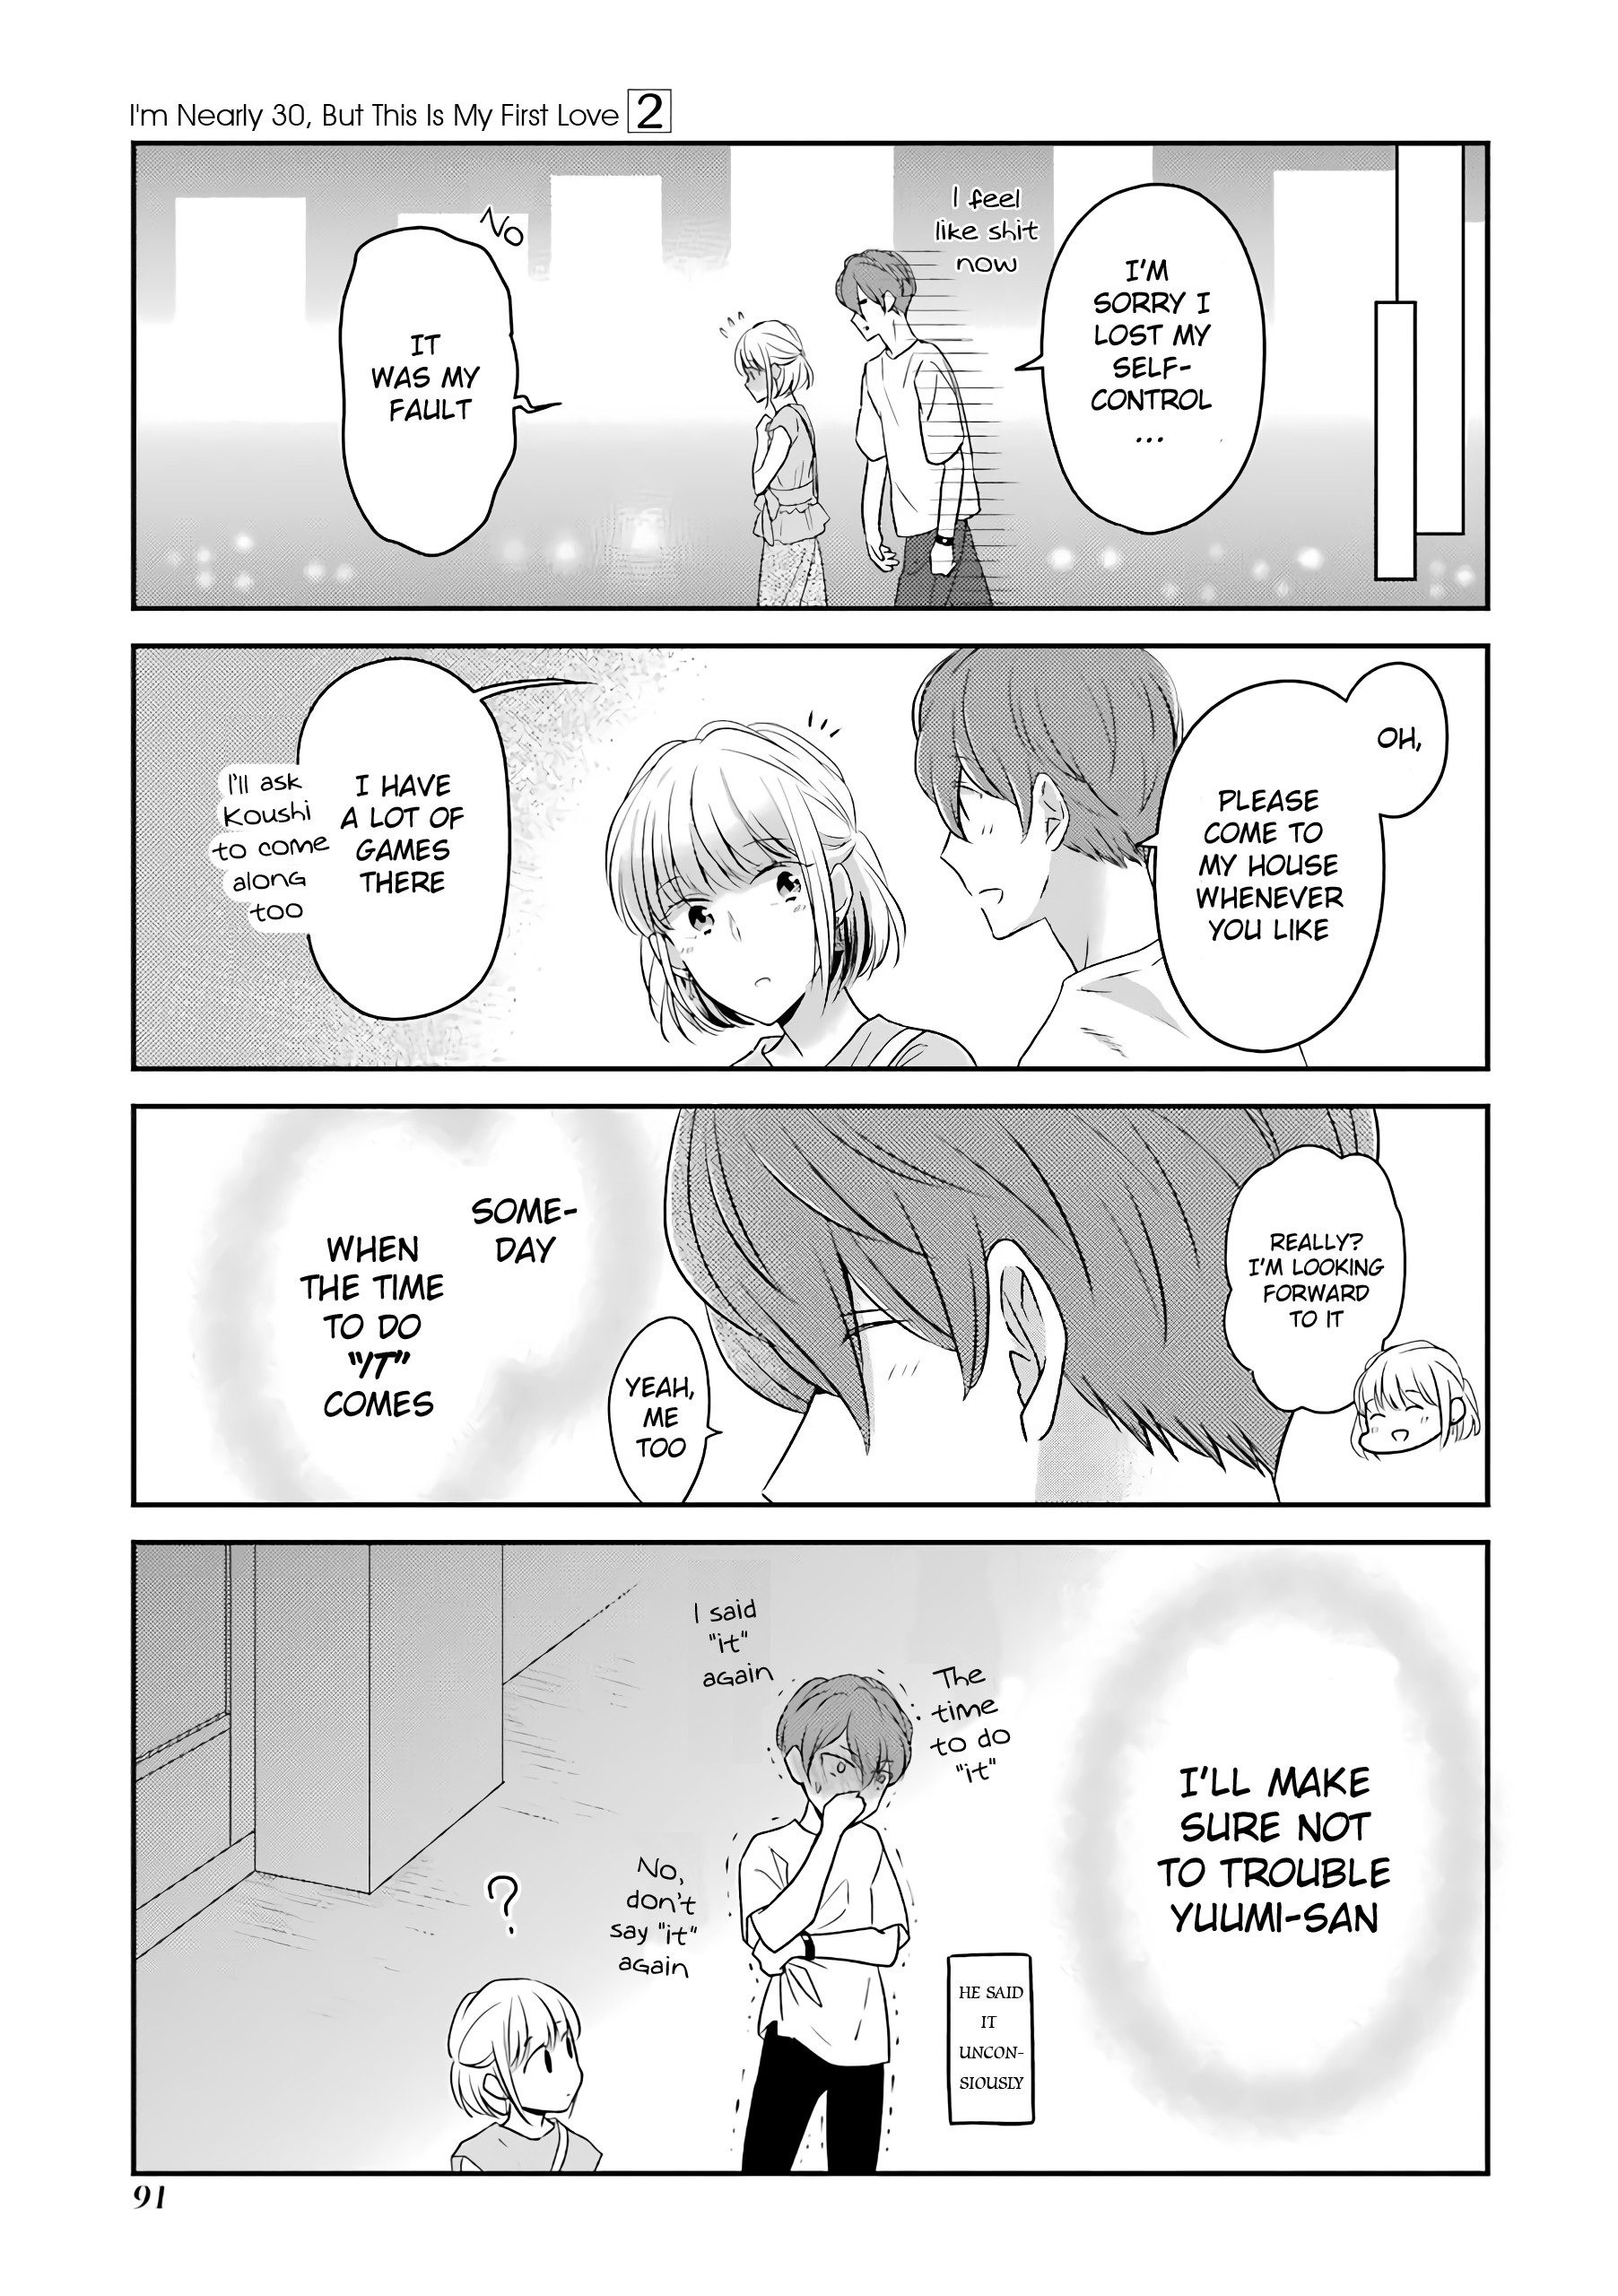 I'm Nearly 30, But This Is My First Love 2
I'M
SORRY I
LOST MY
SELF-
CONTROL
...
I feel
like shit
now
No
IT
WAS MY
FAULT
OH,
PLEASE
COME TO
MY HOUSE
WHENEVER
YOU LIKE
I HAVE
A LOT OF
GAMES
THERE
I'll ask
Koushi
to come
along
too
REALLY?
I'M LOOKING
FORWARD
TO IT
YEAH,
ME
TOO
SOME-
DAY
WHEN
THE TIME
TO DO
"IT"
COMES
I'LL MAKE
SURE NOT
TO TROUBLE
YUUMI-SAN
The
time
to do
"it"
I said
"it"
again
HE SAID
IT
UNCON-
SIOUSLY
No,
don't
say "it"
again
?
91